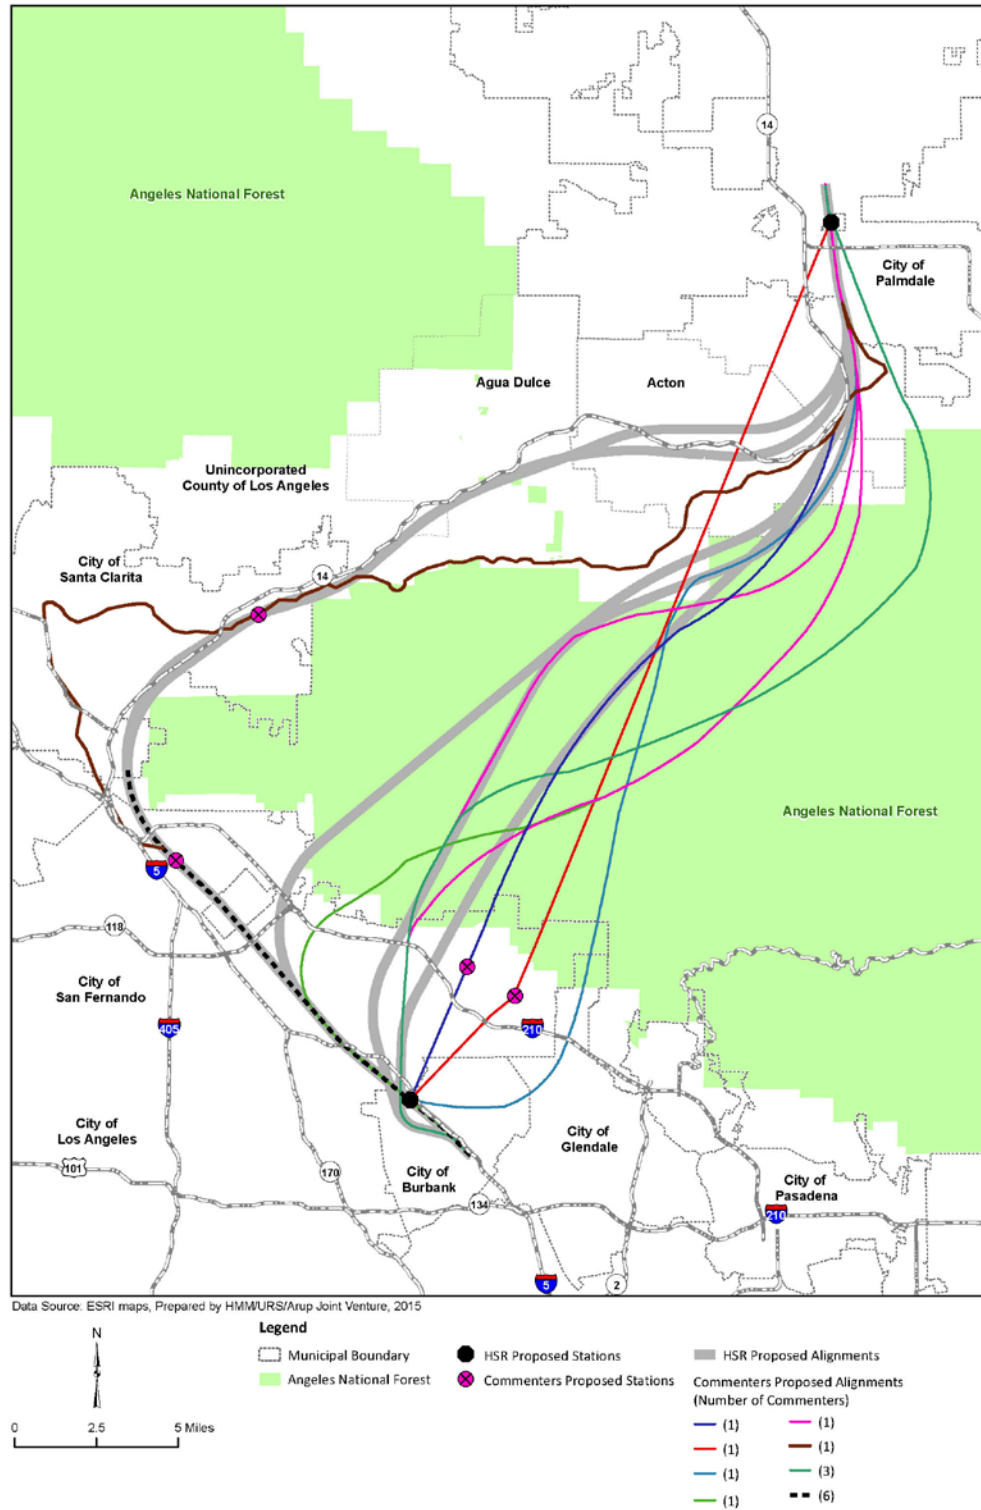 14
Angeles National Forest
City of
Palmdale
Agua Dulce
Acton
Unincorporated
County of Los Angeles
City of
Santa Clarita
14
Angeles National Forest
5
118
City of
San Fernando
405
210
City of
Los Angeles
City of
Glendale
101
170
City of
Burbank
134
City of
Pasadena
210
5
2
Data Source: ESRI maps, Prepared by HMM/URS/Arup Joint Venture, 2015
N
0 2.5 5 Miles
Legend
Municipal Boundary
Angeles National Forest
HSR Proposed Stations
Commenters Proposed Stations
HSR Proposed Alignments
Commenters Proposed Alignments
(Number of Commenters)
(1) (1)
(1) (1)
(1) (3)
(1) (6)